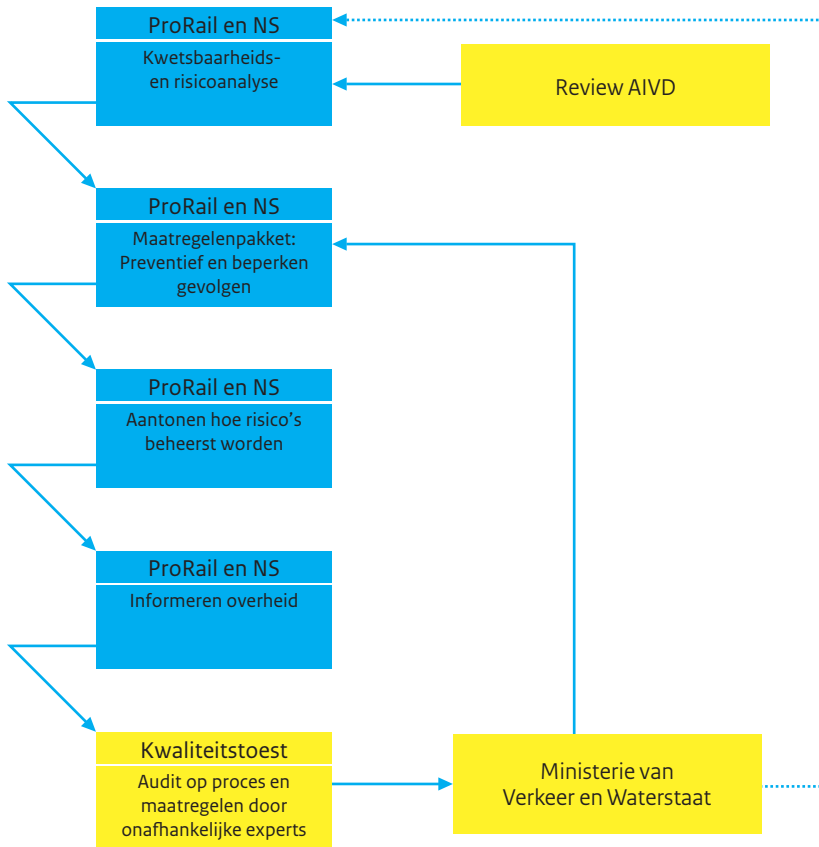 ProRail en NS
Kwetsbaarheids-
en risicoanalyse
Review AIVD
ProRail en NS
Maatregelenpakket:
Preventief en beperken
gevolgen
ProRail en NS
Aantonen hoe risico's
beheerst worden
ProRail en NS
Informeren overheid
Kwaliteitstoest
Audit op proces en
maatregelen door
onafhankelijke experts
Ministerie van
Verkeer en Waterstaat